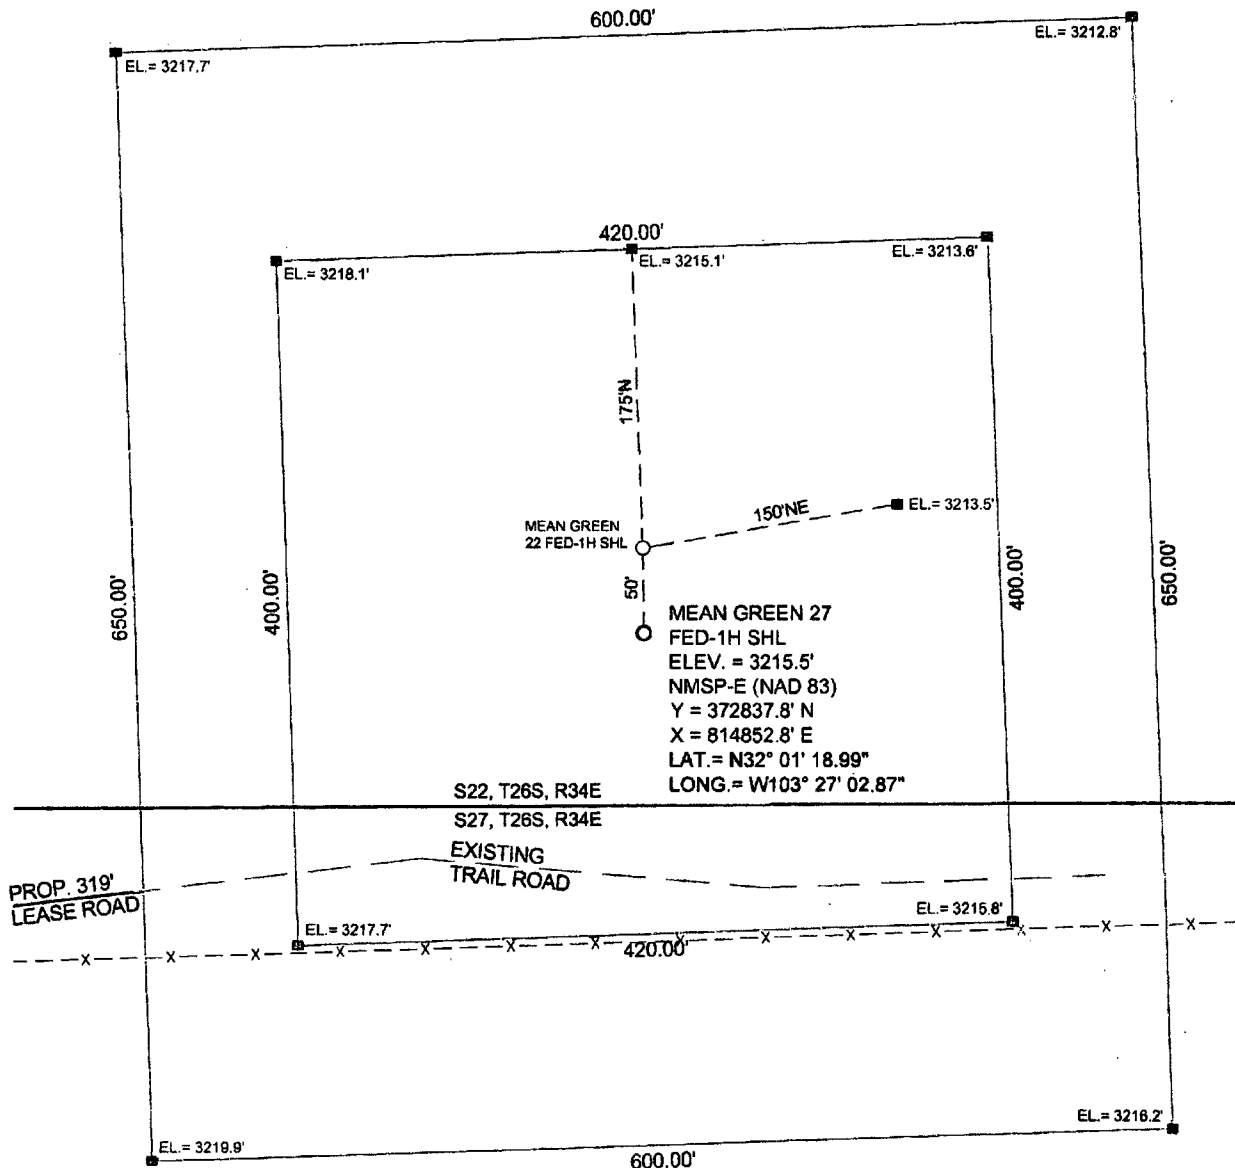 600.00'
EL.= 3217.7'
EL.= 3212.8'
420.00'
EL.= 3218.1'
EL.= 3215.1'
EL.= 3213.6'
175'N
150'NE
EL.= 3213.5'
MEAN GREEN
22 FED-1H SHL
50'
650.00'
400.00'
400.00'
650.00'
MEAN GREEN 27
FED-1H SHL
ELEV. = 3215.5'
NMSP-E (NAD 83)
Y = 372837.8' N
X = 814852.8' E
LAT.= N32° 01' 18.99"
LONG.= W103° 27' 02.87"
S22, T26S, R34E
S27, T26S, R34E
EXISTING
TRAIL ROAD
PROP. 319'
LEASE ROAD
EL.= 3217.7'
EL.= 3215.8'
X X X X X X X X X X X X X X
420.00'
EL.= 3219.9'
EL.= 3216.2'
600.00'